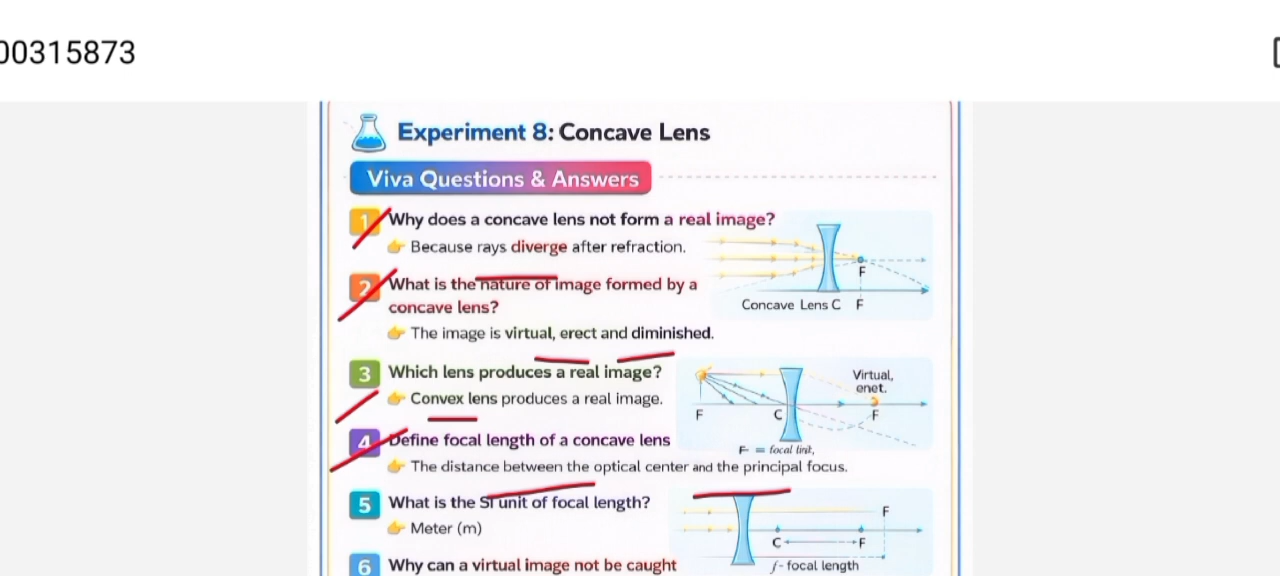 00315873
Experiment 8: Concave Lens
Viva Questions & Answers
1 Why does a concave lens not form a real image?
👉 Because rays diverge after refraction.
F
Concave Lens C F
2 What is the nature of image formed by a
concave lens?
👉 The image is virtual, erect and diminished.
3 Which lens produces a real image?
👉 Convex lens produces a real image.
Virtual,
enet.
F C F
F = focal linit,
4 Define focal length of a concave lens
👉 The distance between the optical center and the principal focus.
5 What is the SI unit of focal length?
👉 Meter (m)
F
C F
f - focal length
6 Why can a virtual image not be caught